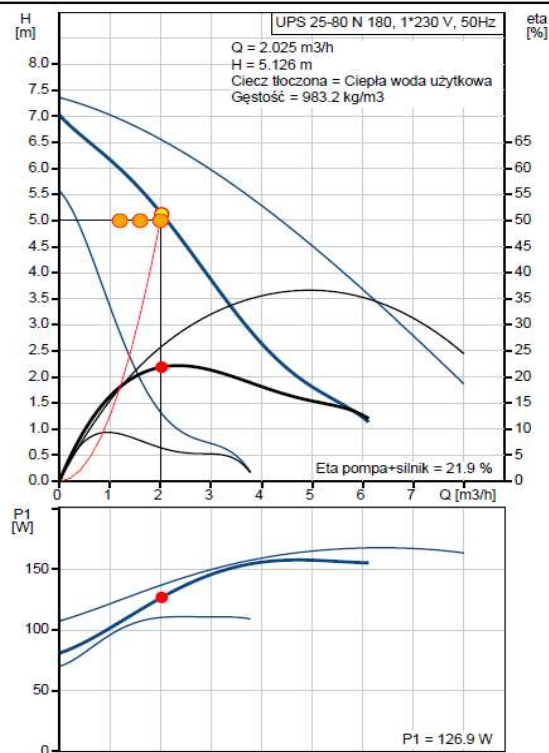 H
[m]
UPS 25-80 N 180, 1*230 V, 50Hz
eta
[%]
Q = 2.025 m3/h
H = 5.126 m
Ciecz tłoczona = Ciepła woda użytkowa
Gęstość = 983.2 kg/m3
8.0
7.5
7.0
6.5
6.0
5.5
5.0
4.5
4.0
3.5
3.0
2.5
2.0
1.5
1.0
0.5
0.0
65
60
55
50
45
40
35
30
25
20
15
10
5
0
Eta pompa+silnik = 21.9 %
0 1 2 3 4 5 6 7 Q [m3/h]
P1
[W]
150
100
50
0
P1 = 126.9 W